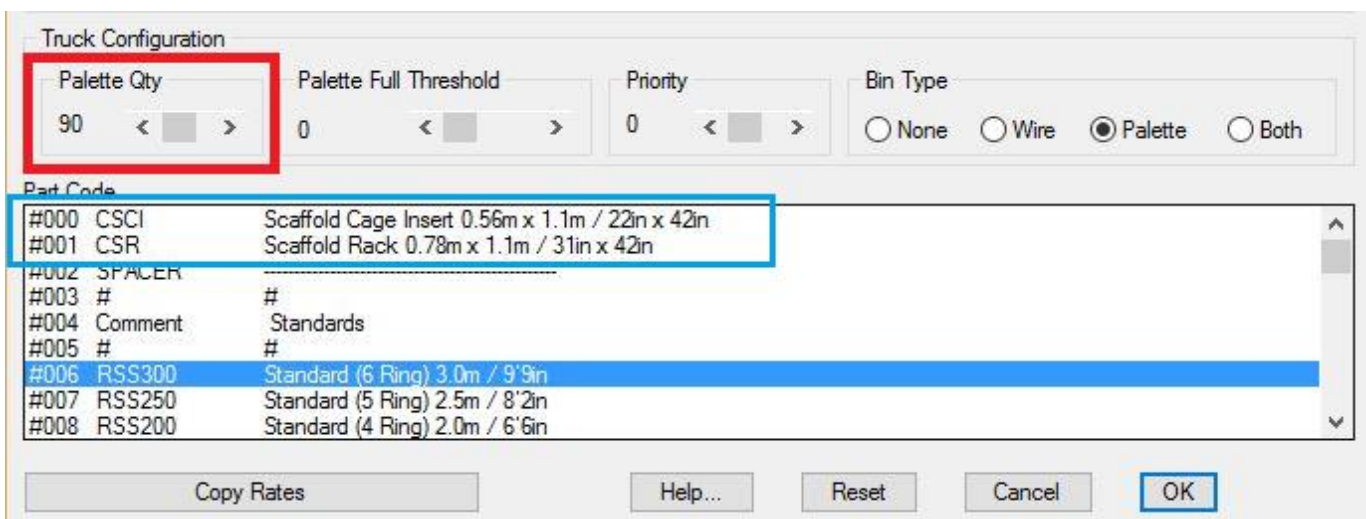 Truck Configuration
Palette Qty
90 < >
Palette Full Threshold
0 < >
Priority
0 < >
Bin Type
None Wire Palette Both
Part Code
#000 CSCI Scaffold Cage Insert 0.56m x 1.1m / 22in x 42in
#001 CSR Scaffold Rack 0.78m x 1.1m / 31in x 42in
#002 SPACER --------------------------------------------------
#003 # #
#004 Comment Standards
#005 # #
#006 RSS300 Standard (6 Ring) 3.0m / 9'9in
#007 RSS250 Standard (5 Ring) 2.5m / 8'2in
#008 RSS200 Standard (4 Ring) 2.0m / 6'6in
Copy Rates Help... Reset Cancel OK